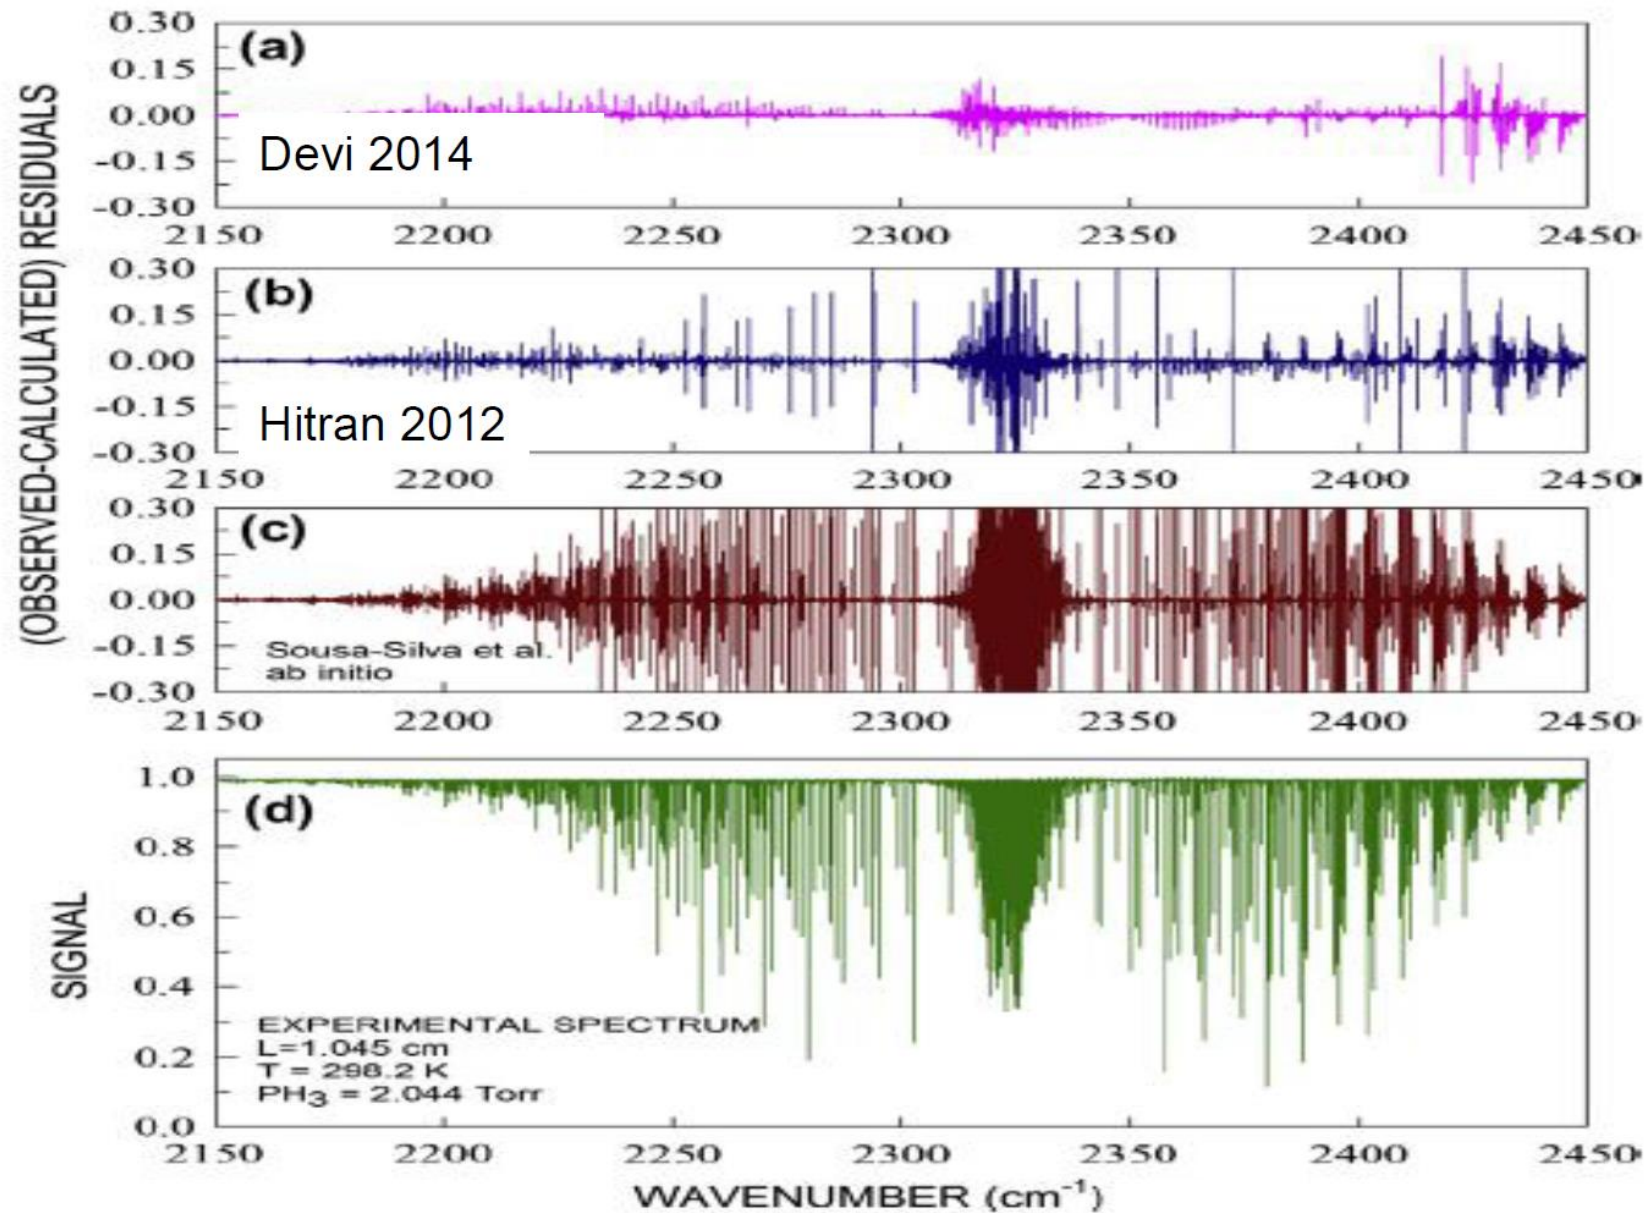 (OBSERVED-CALCULATED) RESIDUALS
0.30
0.15
0.00
-0.15
-0.30
(a)
Devi 2014
2150 2200 2250 2300 2350 2400 2450
0.30
0.15
0.00
-0.15
-0.30
(b)
Hitran 2012
2150 2200 2250 2300 2350 2400 2450
0.30
0.15
0.00
-0.15
-0.30
(c)
Sousa-Silva et al.
ab initio
2150 2200 2250 2300 2350 2400 2450
SIGNAL
1.0
0.8
0.6
0.4
0.2
0.0
(d)
EXPERIMENTAL SPECTRUM
L=1.045 cm
T = 298.2 K
PH₃ = 2.044 Torr
2150 2200 2250 2300 2350 2400 2450
WAVENUMBER (cm⁻¹)